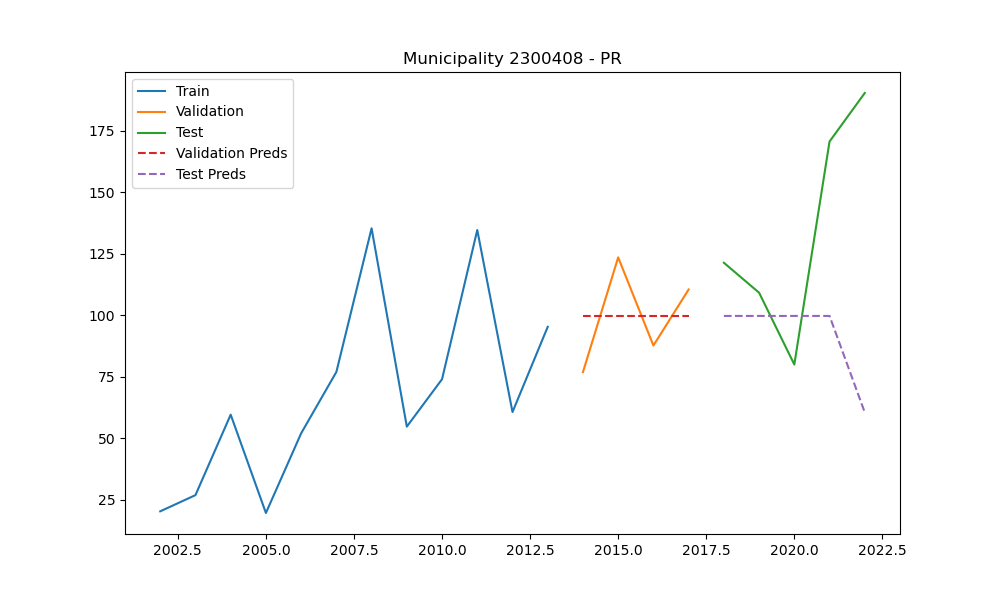 Municipality 2300408 - PR
Train
Validation
Test
Validation Preds
Test Preds
175
150
125
100
75
50
25
2002.5 2005.0 2007.5 2010.0 2012.5 2015.0 2017.5 2020.0 2022.5